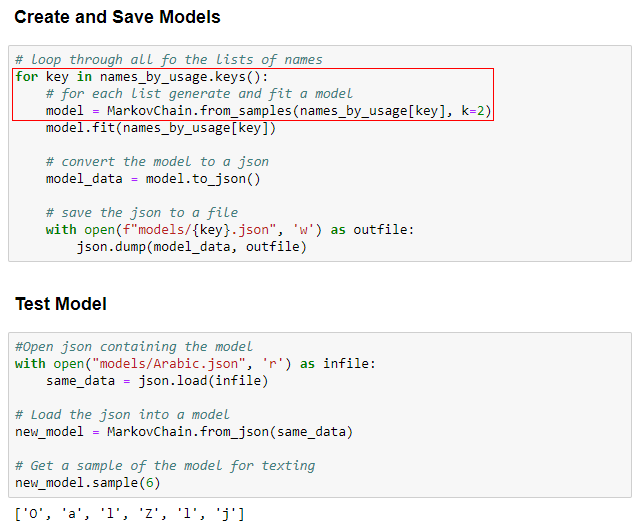 Create and Save Models
# loop through all fo the lists of names
for key in names_by_usage.keys():
    # for each list generate and fit a model
    model = MarkovChain.from_samples(names_by_usage[key], k=2)
    model.fit(names_by_usage[key])
    # convert the model to a json
    model_data = model.to_json()
    # save the json to a file
    with open(f"models/{key}.json", 'w') as outfile:
        json.dump(model_data, outfile)
Test Model
#Open json containing the model
with open("models/Arabic.json", 'r') as infile:
    same_data = json.load(infile)
# Load the json into a model
new_model = MarkovChain.from_json(same_data)
# Get a sample of the model for texting
new_model.sample(6)
['O', 'a', 'l', 'Z', 'l', 'j']